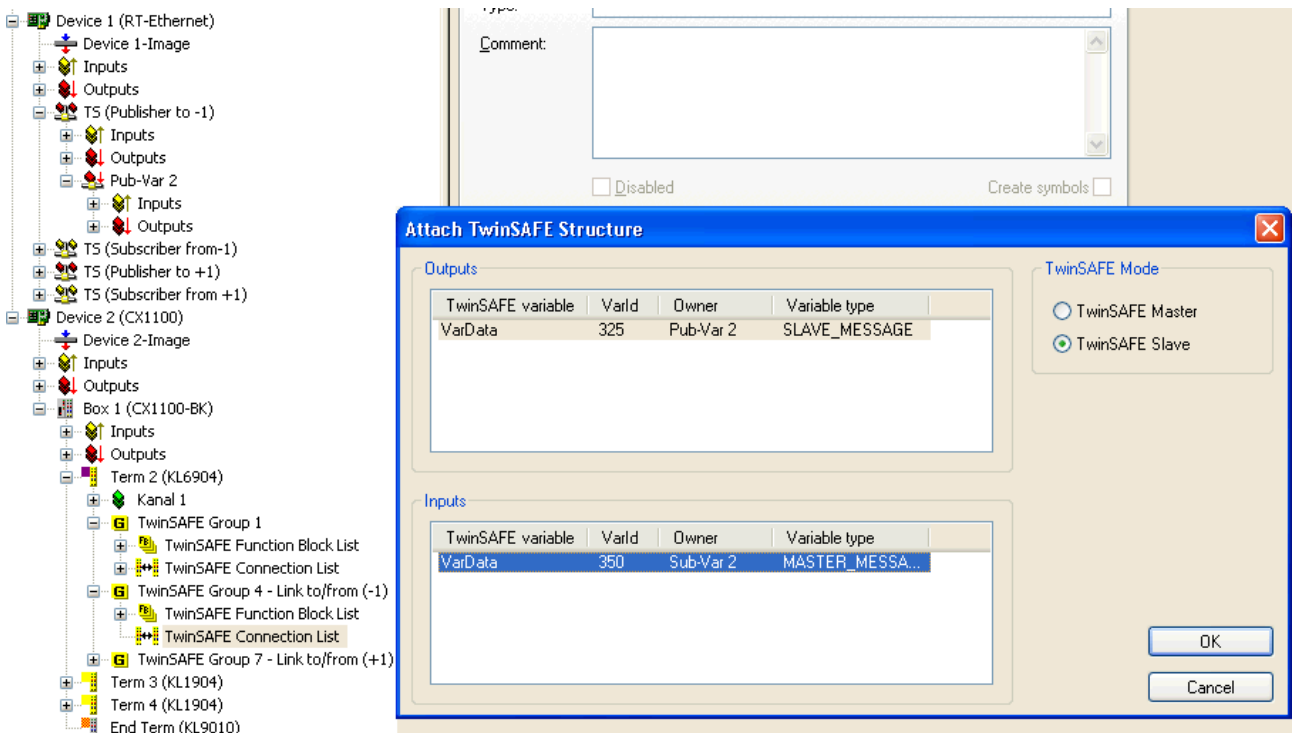 Device 1 (RT-Ethernet)
Device 1-Image
Inputs
Outputs
TS (Publisher to -1)
Inputs
Outputs
Pub-Var 2
Inputs
Outputs
TS (Subscriber from-1)
TS (Publisher to +1)
TS (Subscriber from +1)
Device 2 (CX1100)
Device 2-Image
Inputs
Outputs
Box 1 (CX1100-BK)
Inputs
Outputs
Term 2 (KL6904)
Kanal 1
G TwinSAFE Group 1
FB TwinSAFE Function Block List
TwinSAFE Connection List
G TwinSAFE Group 4 - Link to/from (-1)
FB TwinSAFE Function Block List
TwinSAFE Connection List
G TwinSAFE Group 7 - Link to/from (+1)
Term 3 (KL1904)
Term 4 (KL1904)
End Term (KL9010)
Type:
Comment:
Disabled Create symbols
Attach TwinSAFE Structure
Outputs
TwinSAFE variable VarId Owner Variable type
VarData 325 Pub-Var 2 SLAVE_MESSAGE
Inputs
TwinSAFE variable VarId Owner Variable type
VarData 350 Sub-Var 2 MASTER_MESSA...
TwinSAFE Mode
TwinSAFE Master
TwinSAFE Slave
OK
Cancel